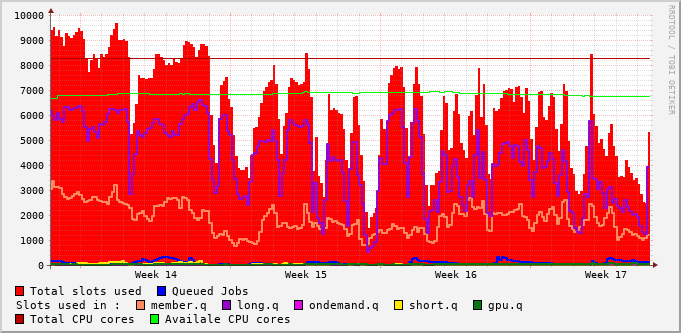 10000
9000
8000
7000
6000
5000
4000
3000
2000
1000
0
Week 14 Week 15 Week 16 Week 17
Total slots used Queued Jobs
Slots used in : member.q long.q ondemand.q short.q gpu.q
Total CPU cores Availale CPU cores
RRDTOOL / TOBI OETIKER